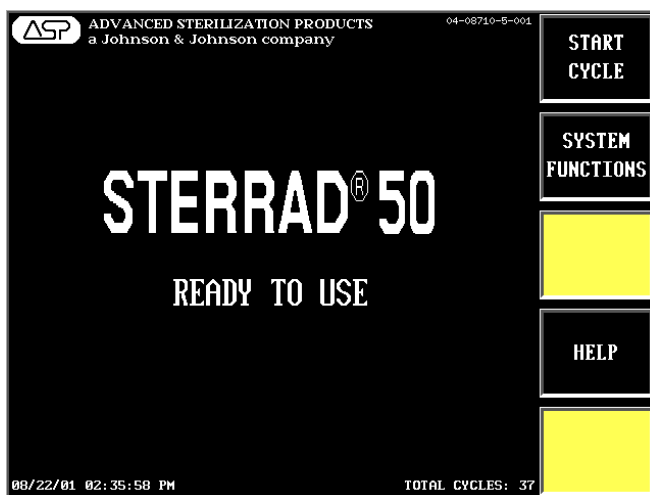 ASP
ADVANCED STERILIZATION PRODUCTS
a Johnson & Johnson company
04-08710-5-001
START
CYCLE
SYSTEM
FUNCTIONS
STERRAD® 50
READY TO USE
HELP
08/22/01 02:35:58 PM
TOTAL CYCLES: 37